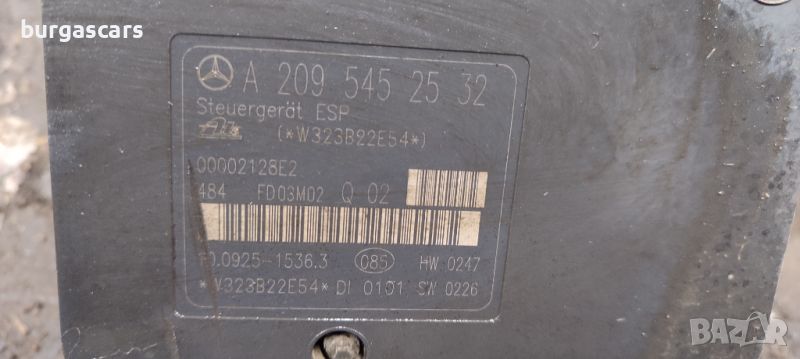 burgascars
A 209 545 25 32
Steuergerät ESP
(*W323B22E54*)
00002128E2
484 FD03M02 Q 02
10.0925-1536.3 085 HW 0247
*W323B22E54* DI 0101 SW 0226
BAZAR